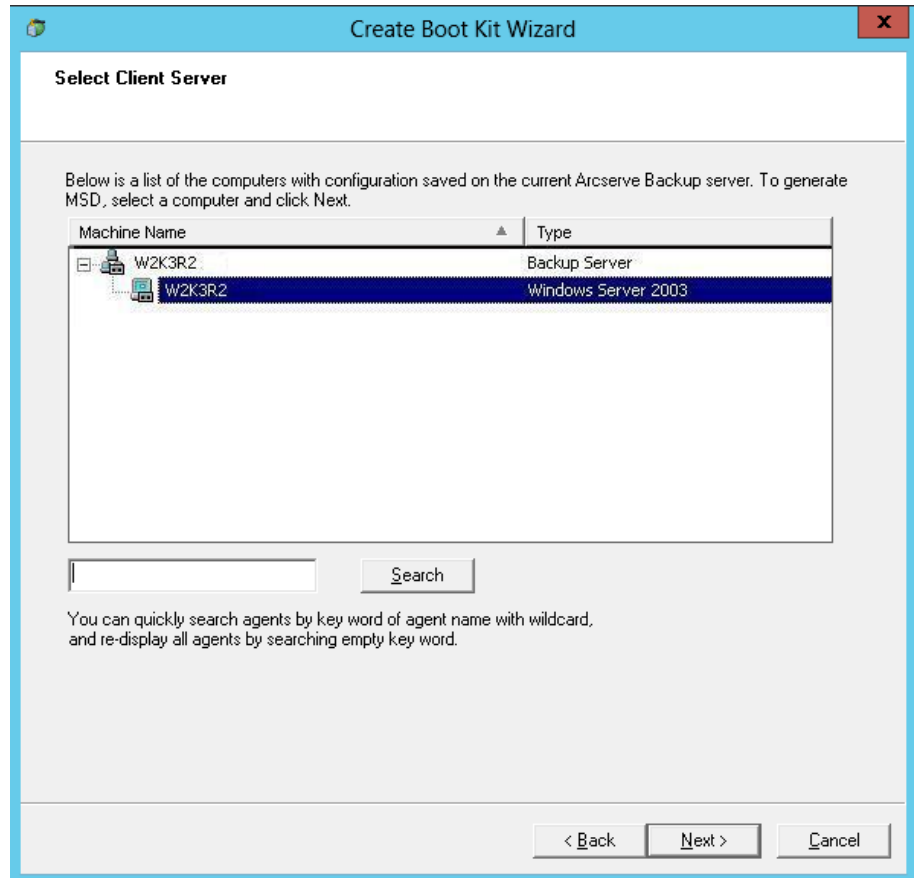 Create Boot Kit Wizard
x
Select Client Server
Below is a list of the computers with configuration saved on the current Arcserve Backup server. To generate
MSD, select a computer and click Next.
Machine Name Type
W2K3R2 Backup Server
W2K3R2 Windows Server 2003
Search
You can quickly search agents by key word of agent name with wildcard,
and re-display all agents by searching empty key word.
< Back Next > Cancel